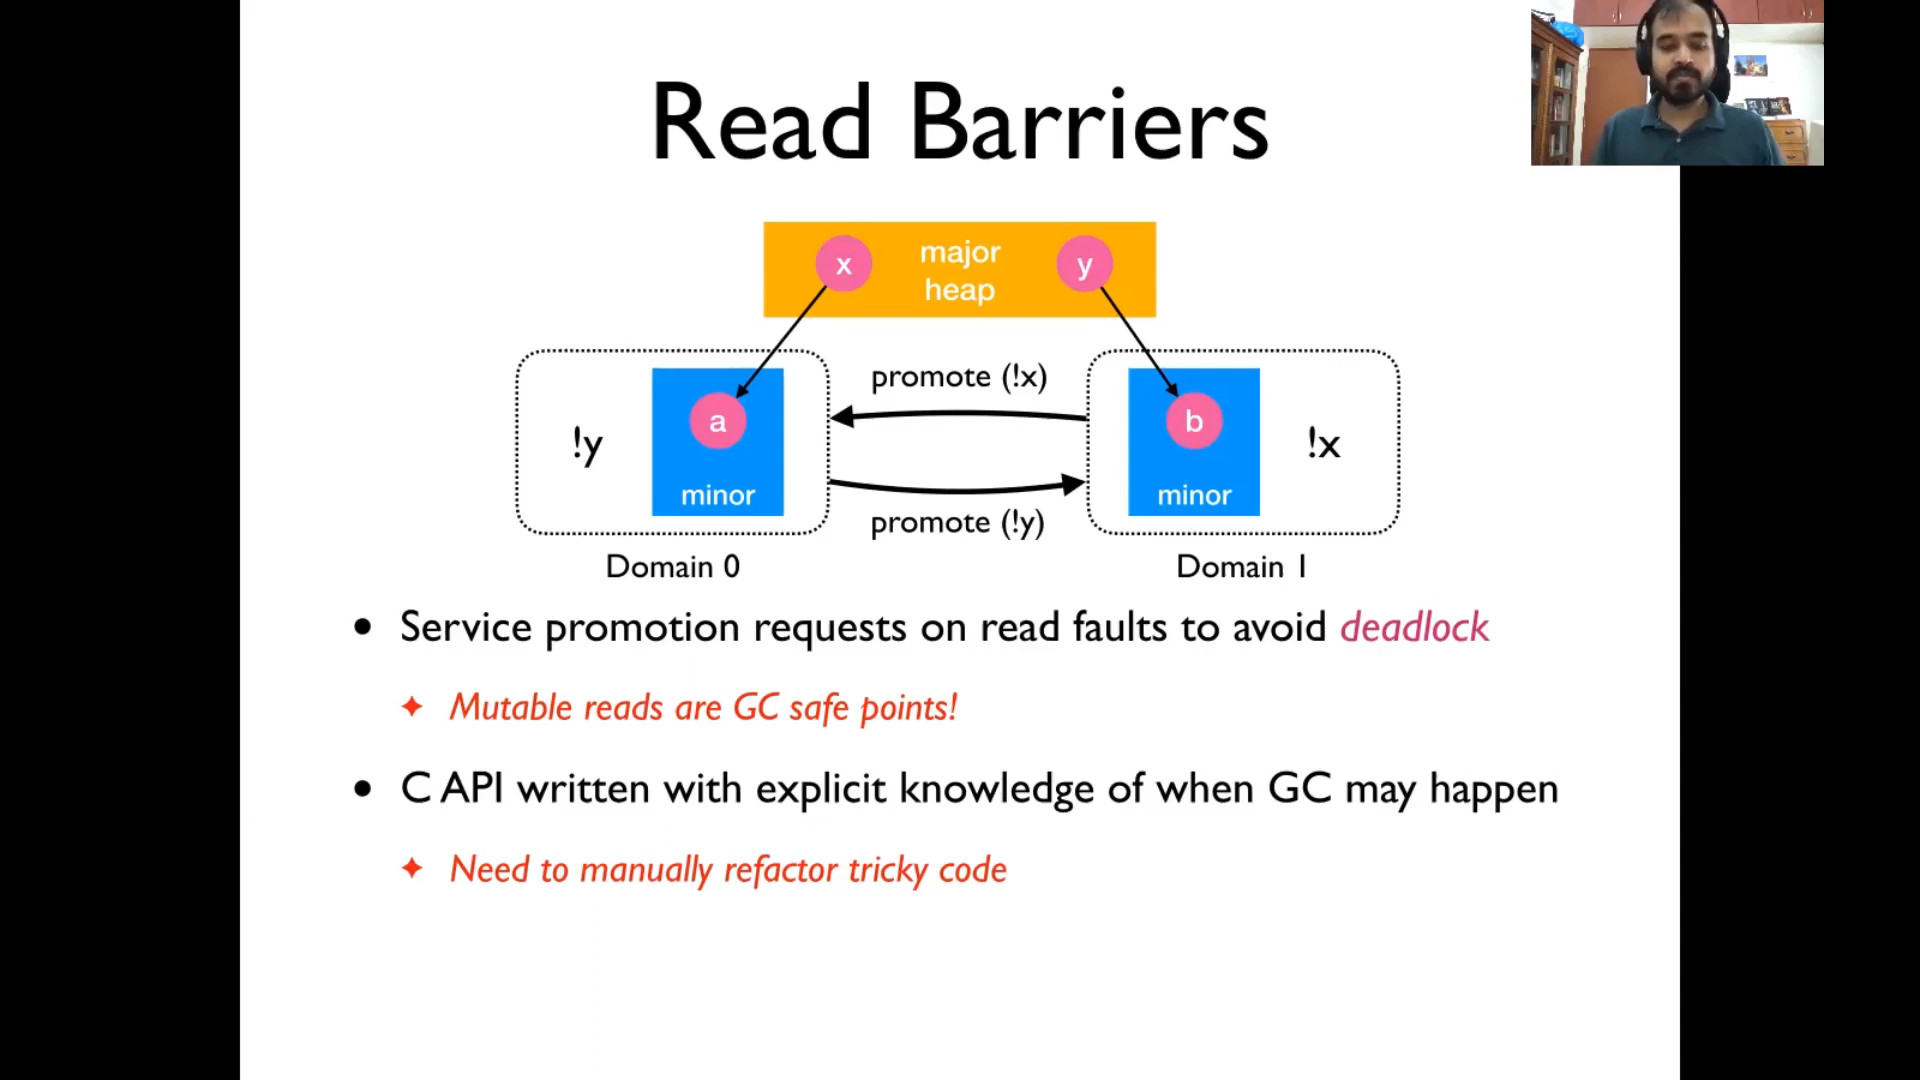 Read Barriers
x
major
heap
y
promote (!x)
!y
a
minor
b
minor
!x
promote (!y)
Domain 0
Domain 1
• Service promotion requests on read faults to avoid deadlock
✦ Mutable reads are GC safe points!
• C API written with explicit knowledge of when GC may happen
✦ Need to manually refactor tricky code